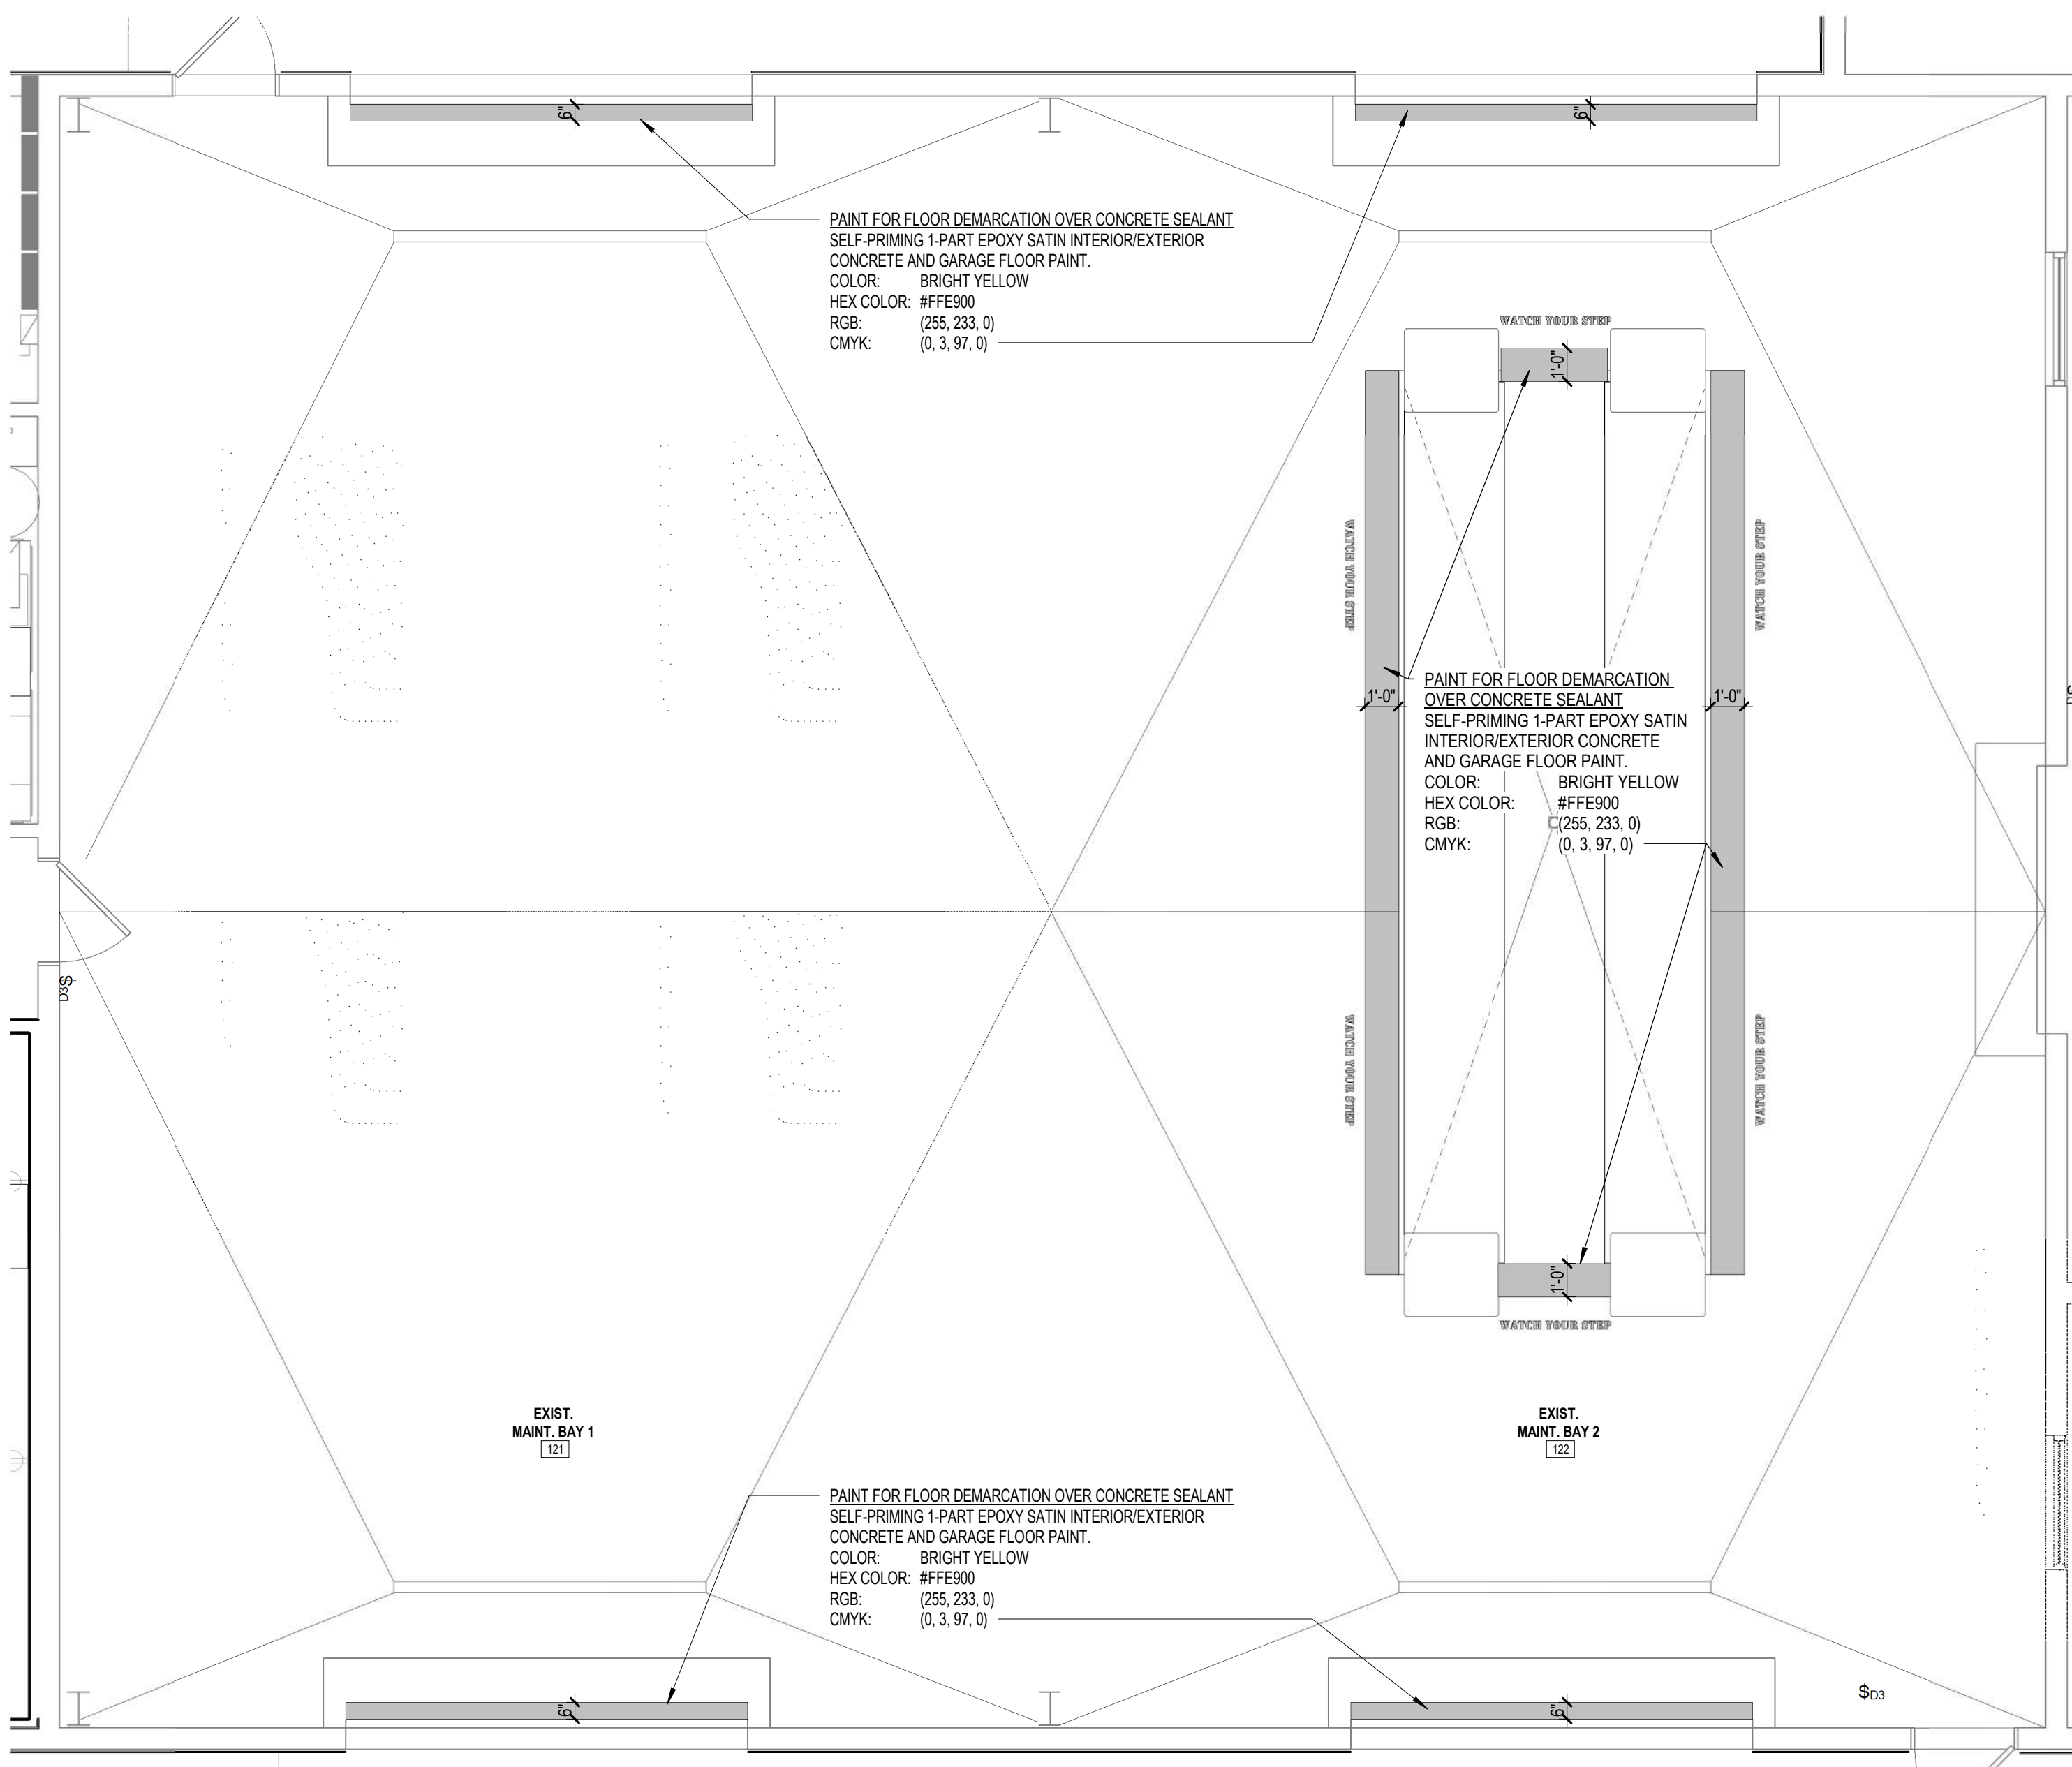 6"
6"
PAINT FOR FLOOR DEMARCATION OVER CONCRETE SEALANT
SELF-PRIMING 1-PART EPOXY SATIN INTERIOR/EXTERIOR
CONCRETE AND GARAGE FLOOR PAINT.
COLOR: BRIGHT YELLOW
HEX COLOR: #FFE900
RGB: (255, 233, 0)
CMYK: (0, 3, 97, 0)
WATCH YOUR STEP
1'-0"
WATCH YOUR STEP
WATCH YOUR STEP
1'-0"
1'-0"
PAINT FOR FLOOR DEMARCATION
OVER CONCRETE SEALANT
SELF-PRIMING 1-PART EPOXY SATIN
INTERIOR/EXTERIOR CONCRETE
AND GARAGE FLOOR PAINT.
COLOR: BRIGHT YELLOW
HEX COLOR: #FFE900
RGB: (255, 233, 0)
CMYK: (0, 3, 97, 0)
$D3
WATCH YOUR STEP
WATCH YOUR STEP
1'-0"
WATCH YOUR STEP
EXIST.
MAINT. BAY 1
121
EXIST.
MAINT. BAY 2
122
PAINT FOR FLOOR DEMARCATION OVER CONCRETE SEALANT
SELF-PRIMING 1-PART EPOXY SATIN INTERIOR/EXTERIOR
CONCRETE AND GARAGE FLOOR PAINT.
COLOR: BRIGHT YELLOW
HEX COLOR: #FFE900
RGB: (255, 233, 0)
CMYK: (0, 3, 97, 0)
$D3
6"
6"